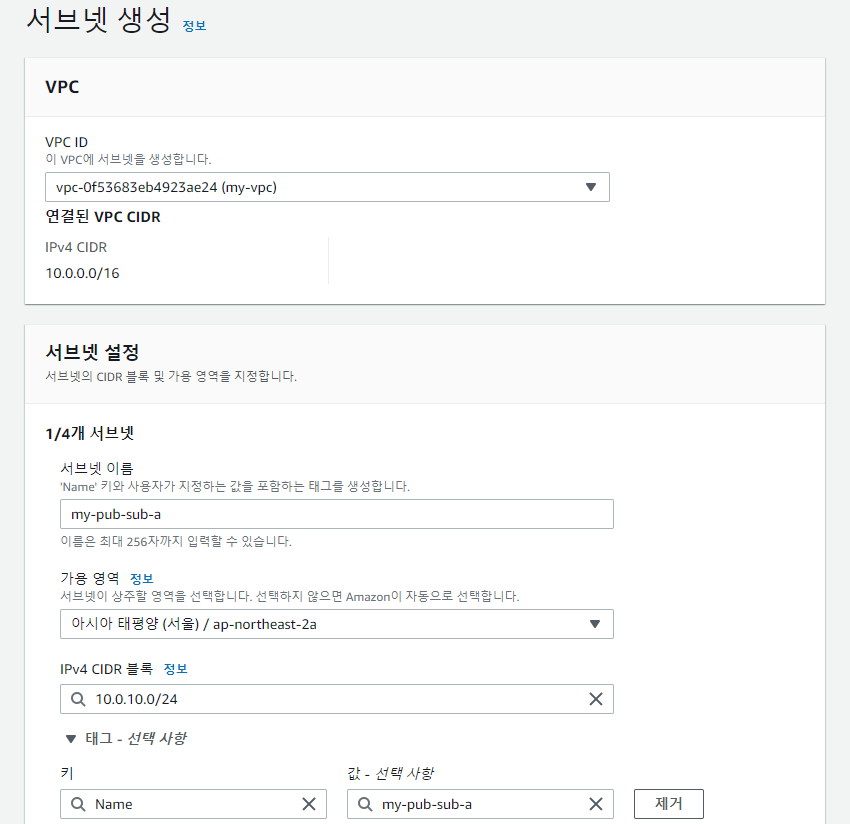 서브넷 생성 정보
VPC
VPC ID
이 VPC에 서브넷을 생성합니다.
vpc-0f53683eb4923ae24 (my-vpc)
연결된 VPC CIDR
IPv4 CIDR
10.0.0.0/16
서브넷 설정
서브넷의 CIDR 블록 및 가용 영역을 지정합니다.
1/4개 서브넷
서브넷 이름
'Name' 키와 사용자가 지정하는 값을 포함하는 태그를 생성합니다.
my-pub-sub-a
이름은 최대 256자까지 입력할 수 있습니다.
가용 영역 정보
서브넷이 상주할 영역을 선택합니다. 선택하지 않으면 Amazon이 자동으로 선택합니다.
아시아 태평양 (서울) / ap-northeast-2a
IPv4 CIDR 블록 정보
10.0.10.0/24
태그 - 선택 사항
키 값 - 선택 사항
Name my-pub-sub-a 제거